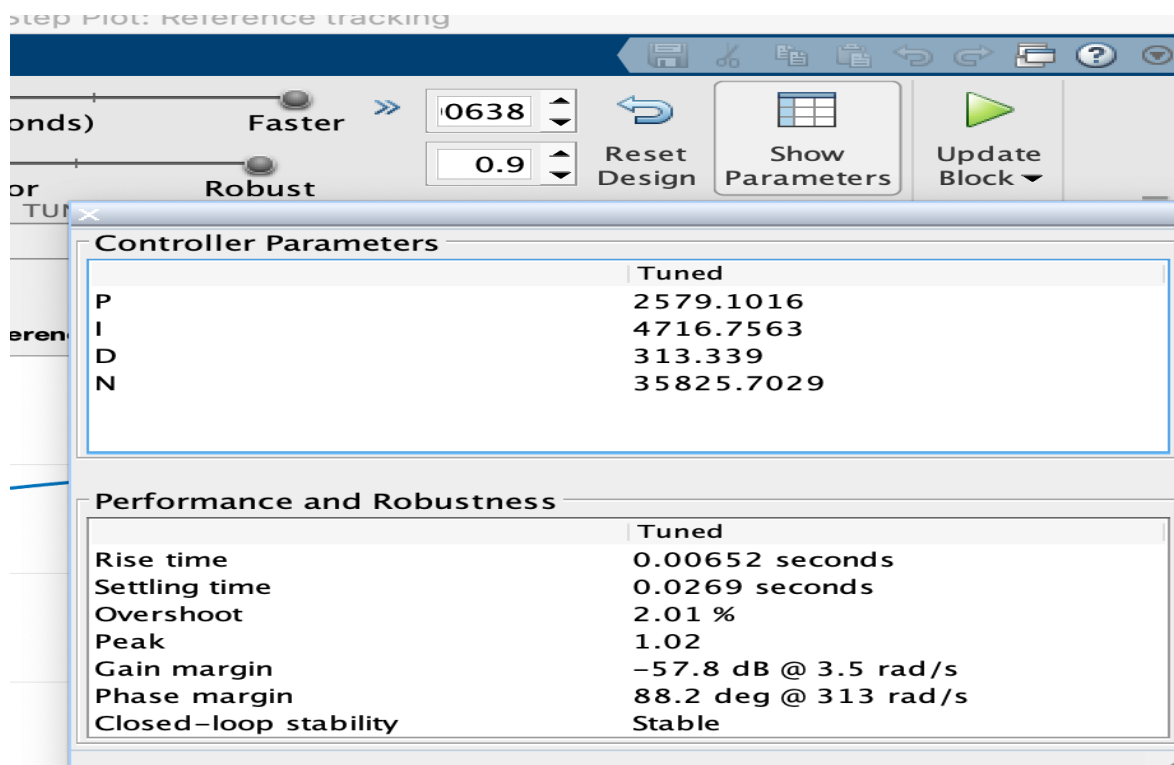 Step Plot: Reference tracking
onds) Faster 0638
or Robust 0.9
Reset Design
Show Parameters
Update Block
TUN
Controller Parameters
Tuned
P 2579.1016
I 4716.7563
D 313.339
N 35825.7029
eren
Performance and Robustness
Tuned
Rise time 0.00652 seconds
Settling time 0.0269 seconds
Overshoot 2.01 %
Peak 1.02
Gain margin -57.8 dB @ 3.5 rad/s
Phase margin 88.2 deg @ 313 rad/s
Closed-loop stability Stable